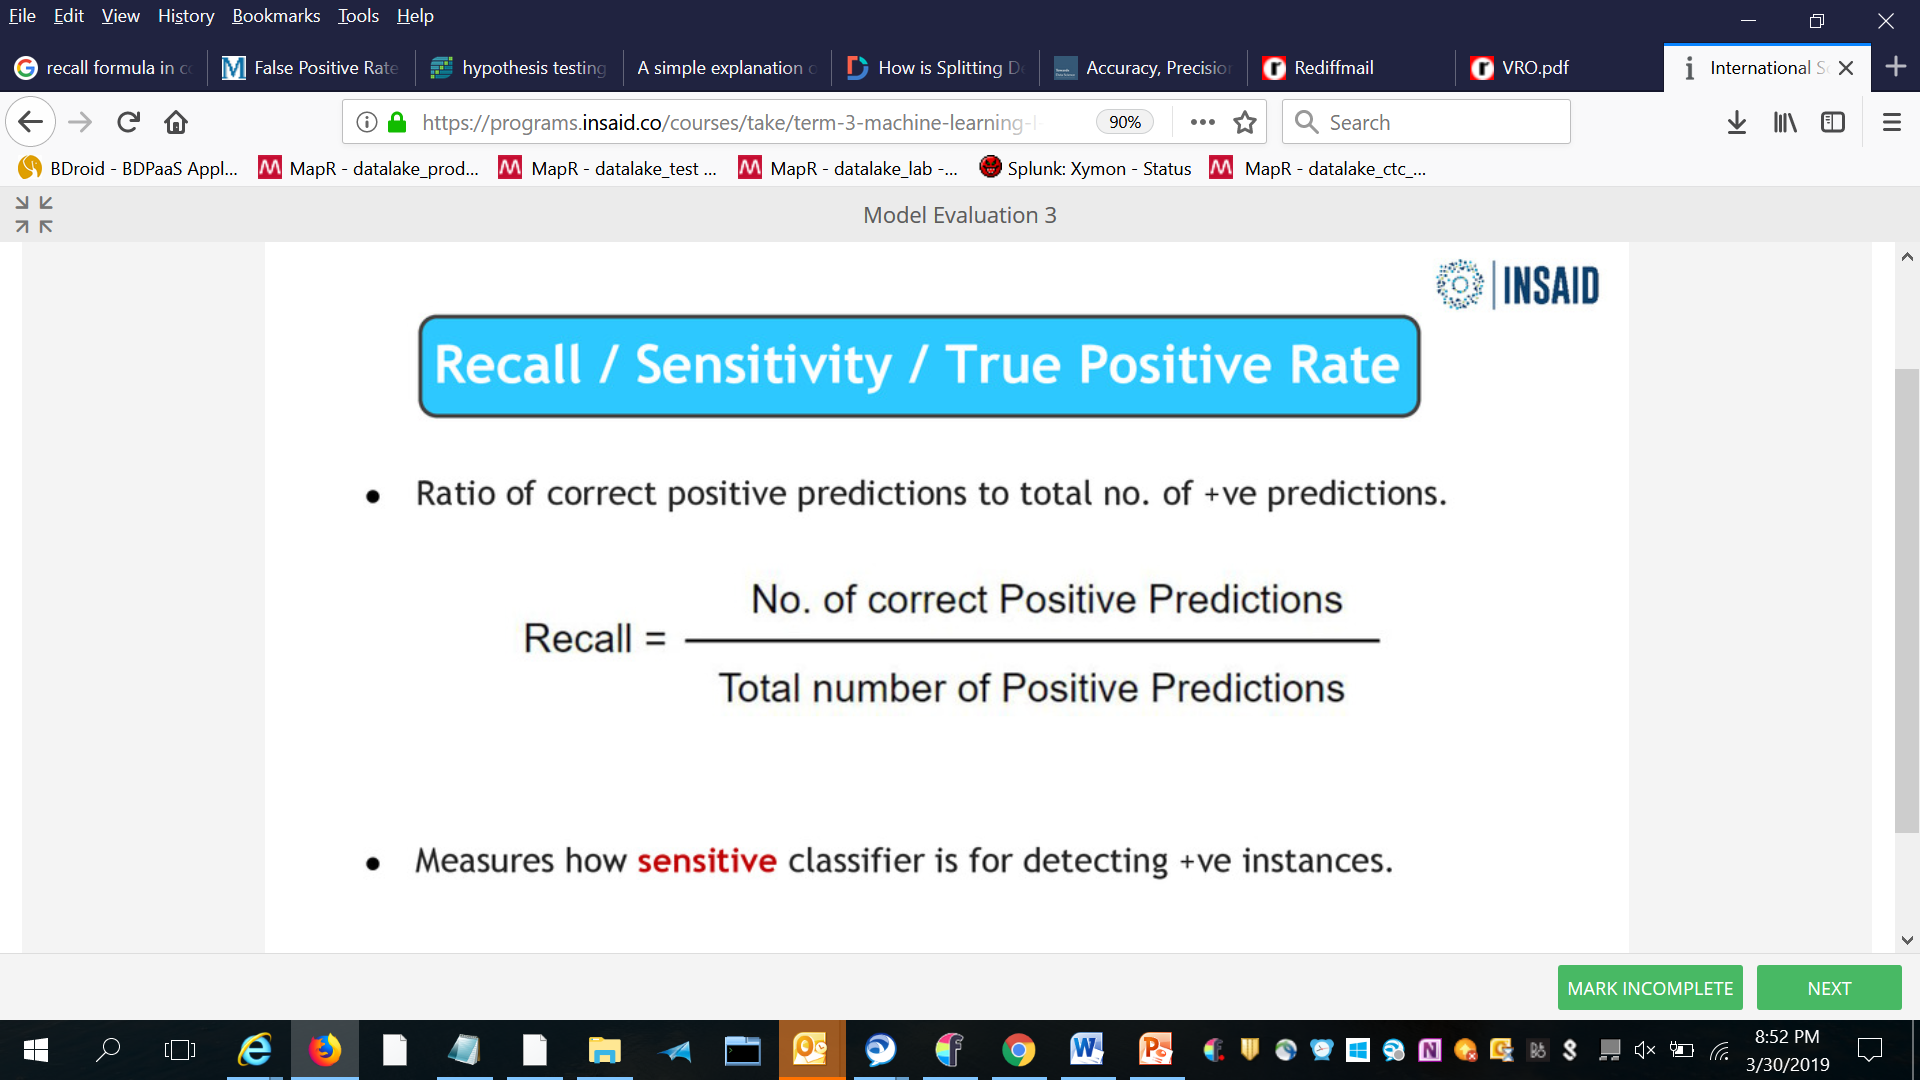 File Edit View History Bookmarks Tools Help
recall formula in c
False Positive Rate
hypothesis testing
A simple explanation o
How is Splitting D
Accuracy, Precisio
Rediffmail
VRO.pdf
International S
https://programs.insaid.co/courses/take/term-3-machine-learning-l
90%
Search
BDroid - BDPaaS Appl...
MapR - datalake_prod...
MapR - datalake_test ...
MapR - datalake_lab -...
Splunk: Xymon - Status
MapR - datalake_ctc_...
Model Evaluation 3
INSAID
Recall / Sensitivity / True Positive Rate
Ratio of correct positive predictions to total no. of +ve predictions.
No. of correct Positive Predictions
Recall =
Total number of Positive Predictions
Measures how sensitive classifier is for detecting +ve instances.
MARK INCOMPLETE
NEXT
8:52 PM
3/30/2019